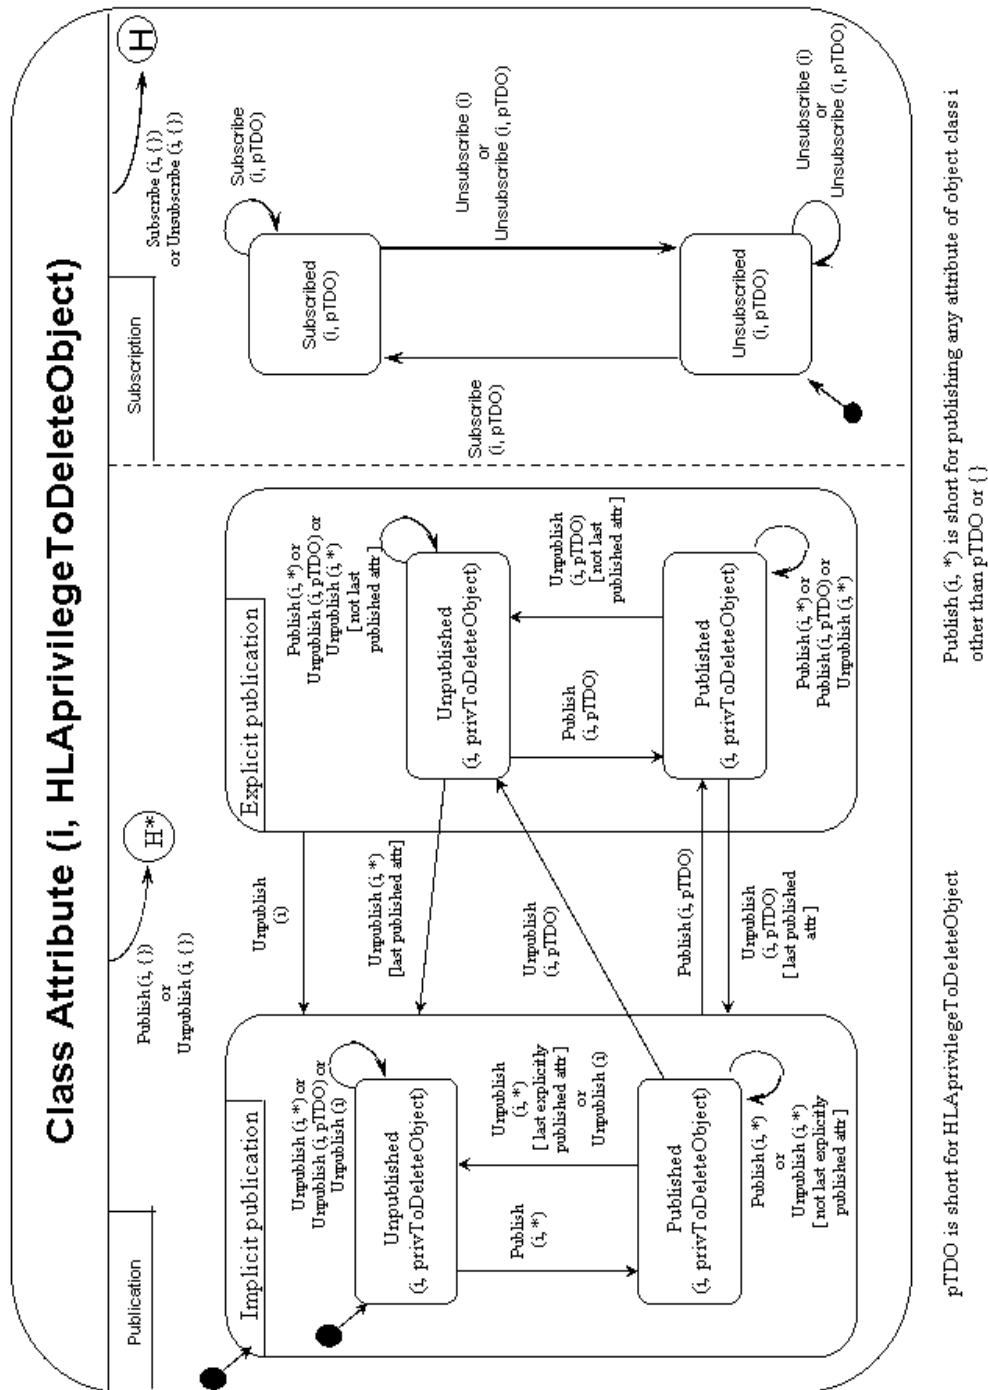 Class Attribute (i, HLAprivilegeToDeleteObject)
Publication
Publish (i, {})
or
Unpublish (i, {})
H*
Implicit publication
Unpublish (i, *) or
Unpublish (i, pTDO) or
Unpublish (i)
Unpublished
(i, privToDeleteObject)
Publish
(i, *)
Unpublish
(i, *)
[last explicitly
published attr]
or
Unpublish (i)
Published
(i, privToDeleteObject)
Publish (i, *)
or
Unpublish (i, *)
[not last explicitly
published attr]
Unpublish
(i)
Unpublish (i, *)
[last published attr]
Unpublish
(i, pTDO)
Publish (i, pTDO)
Unpublish
(i, pTDO)
[last published
attr]
Explicit publication
Publish (i, *) or
Unpublish (i, pTDO) or
Unpublish (i, *)
[not last
published attr]
Unpublished
(i, privToDeleteObject)
Publish
(i, pTDO)
Unpublish
(i, pTDO)
[not last
published attr]
Published
(i, privToDeleteObject)
Publish (i, *) or
Publish (i, pTDO) or
Unpublish (i, *)
Subscription
Subscribe (i, {})
or Unsubscribe (i, {})
H
Subscribe
(i, pTDO)
Subscribed
(i, pTDO)
Subscribe
(i, pTDO)
Unsubscribe (i)
or
Unsubscribe (i, pTDO)
Unsubscribed
(i, pTDO)
Unsubscribe (i)
or
Unsubscribe (i, pTDO)
pTDO is short for HLAprivilegeToDeleteObject
Publish (i, *) is short for publishing any attribute of object class i
other than pTDO or {}